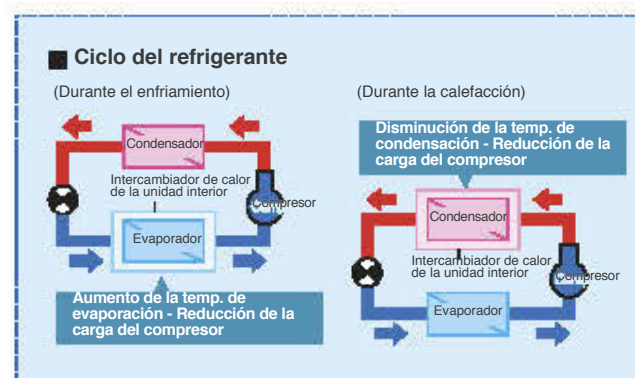 Ciclo del refrigerante
(Durante el enfriamiento)
Condensador
Intercambiador de calor
de la unidad interior
Compresor
Evaporador
Aumento de la temp. de
evaporación - Reducción de la
carga del compresor
(Durante la calefacción)
Disminución de la temp. de
condensación - Reducción de la
carga del compresor
Condensador
Intercambiador de calor
de la unidad interior
Compresor
Evaporador